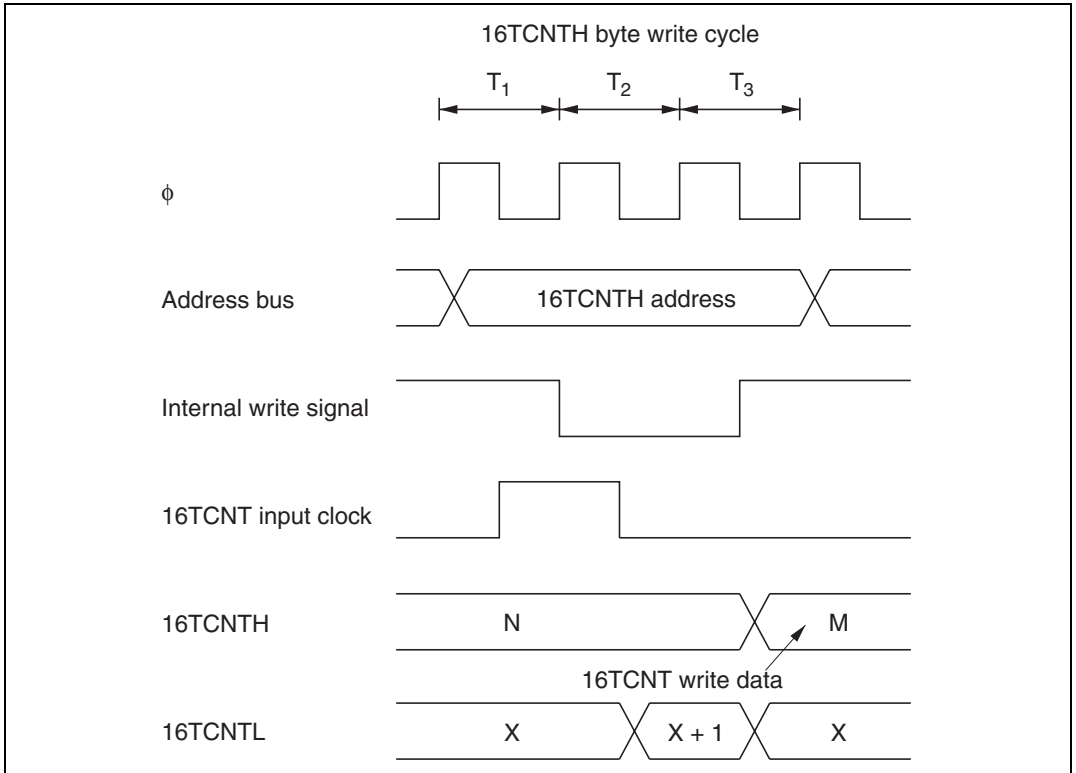 16TCNTH byte write cycle
T1 T2 T3
φ
Address bus 16TCNTH address
Internal write signal
16TCNT input clock
16TCNTH N M
16TCNT write data
16TCNTL X X + 1 X